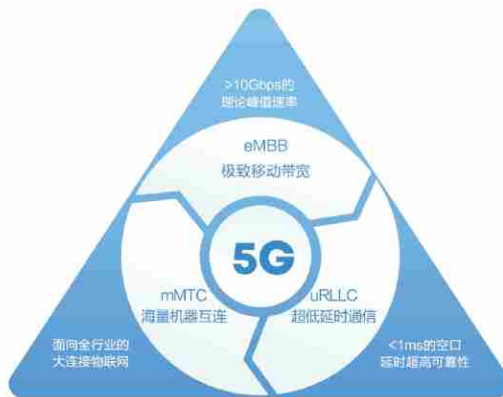 >10Gbps的
理论峰值速率
eMBB
极致移动带宽
5G
mMTC
海量机器互连
uRLLC
超低延时通信
面向全行业的
大连接物联网
<1ms的空口
延时超高可靠性